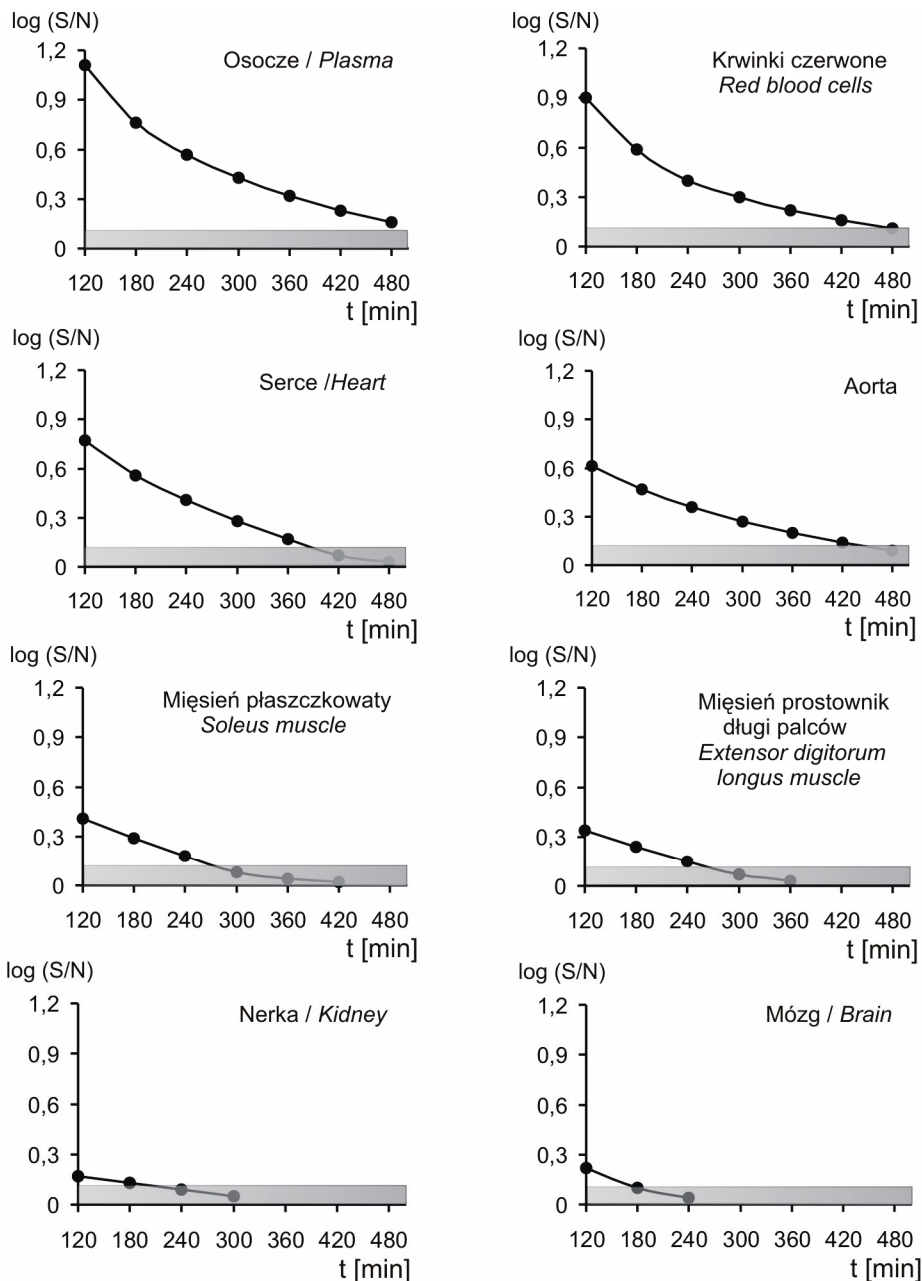 log (S/N)
1,2
0,9
0,6
0,3
0
Osocze / Plasma
120 180 240 300 360 420 480
t [min]
log (S/N)
1,2
0,9
0,6
0,3
0
Krwinki czerwone
Red blood cells
120 180 240 300 360 420 480
t [min]
log (S/N)
1,2
0,9
0,6
0,3
0
Serce /Heart
120 180 240 300 360 420 480
t [min]
log (S/N)
1,2
0,9
0,6
0,3
0
Aorta
120 180 240 300 360 420 480
t [min]
log (S/N)
1,2
0,9
0,6
0,3
0
Mięsień płaszczkowaty
Soleus muscle
120 180 240 300 360 420 480
t [min]
log (S/N)
1,2
0,9
0,6
0,3
0
Mięsień prostownik
długi palców
Extensor digitorum
longus muscle
120 180 240 300 360 420 480
t [min]
log (S/N)
1,2
0,9
0,6
0,3
0
Nerka / Kidney
120 180 240 300 360 420 480
t [min]
log (S/N)
1,2
0,9
0,6
0,3
0
Mózg / Brain
120 180 240 300 360 420 480
t [min]